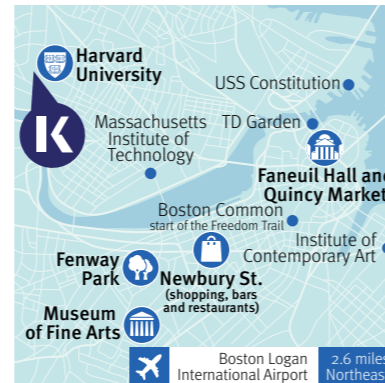 Harvard
University
USS Constitution
K
Massachusetts
Institute of
Technology
TD Garden
Faneuil Hall and
Quincy Market
Boston Common
start of the Freedom Trail
Institute of
Contemporary Art
Fenway
Park
Newbury St.
(shopping, bars
and restaurants)
Museum
of Fine Arts
Boston Logan
International Airport
2.6 miles
Northeas